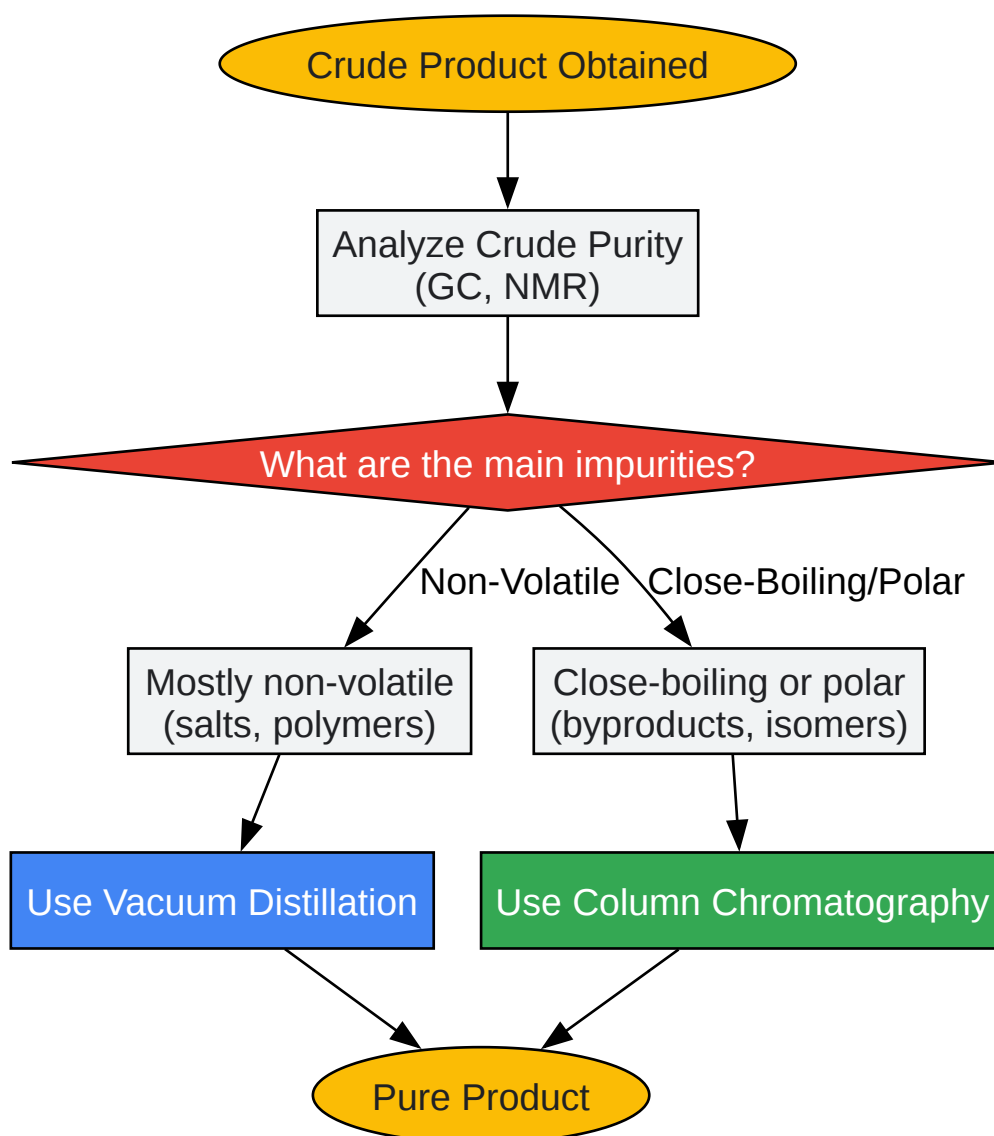 Crude Product Obtained
Analyze Crude Purity
(GC, NMR)
What are the main impurities?
Non-Volatile
Close-Boiling/Polar
Mostly non-volatile
(salts, polymers)
Close-boiling or polar
(byproducts, isomers)
Use Vacuum Distillation
Use Column Chromatography
Pure Product